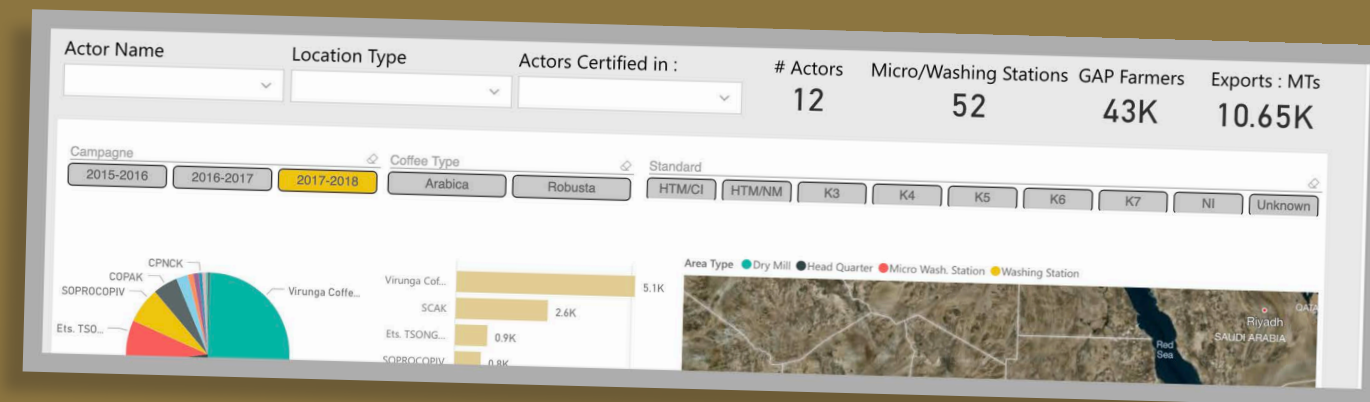 Actor Name
Location Type
Actors Certified in :
# Actors
12
Micro/Washing Stations
52
GAP Farmers
43K
Exports : MTs
10.65K
Campagne
2015-2016
2016-2017
2017-2018
Coffee Type
Arabica
Robusta
Standard
HTM/CI
HTM/NM
K3
K4
K5
K6
K7
NI
Unknown
CPNCK
COPAK
SOPROCOPIV
Ets. TSO...
Virunga Coffe...
Virunga Cof...
5.1K
SCAK
2.6K
Ets. TSONG...
0.9K
SOPROCOPIV
0.8K
Area Type
Dry Mill
Head Quarter
Micro Wash. Station
Washing Station
Riyadh
SAUDI ARABIA
QATA
Red
Sea